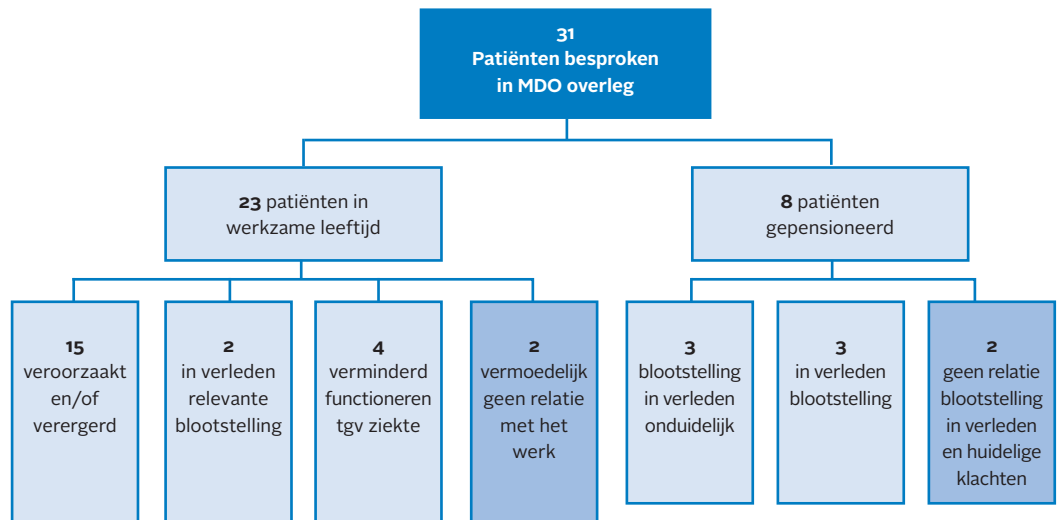 31
Patiënten besproken
in MDO overleg
23 patiënten in
werkzame leeftijd
8 patiënten
gepensioneerd
15
veroorzaakt
en/of
verergerd
2
in verleden
relevante
blootstelling
4
verminderd
functioneren
tgv ziekte
2
vermoedelijk
geen relatie
met het
werk
3
blootstelling
in verleden
onduidelijk
3
in verleden
blootstelling
2
geen relatie
blootstelling
in verleden
en huidelige
klachten